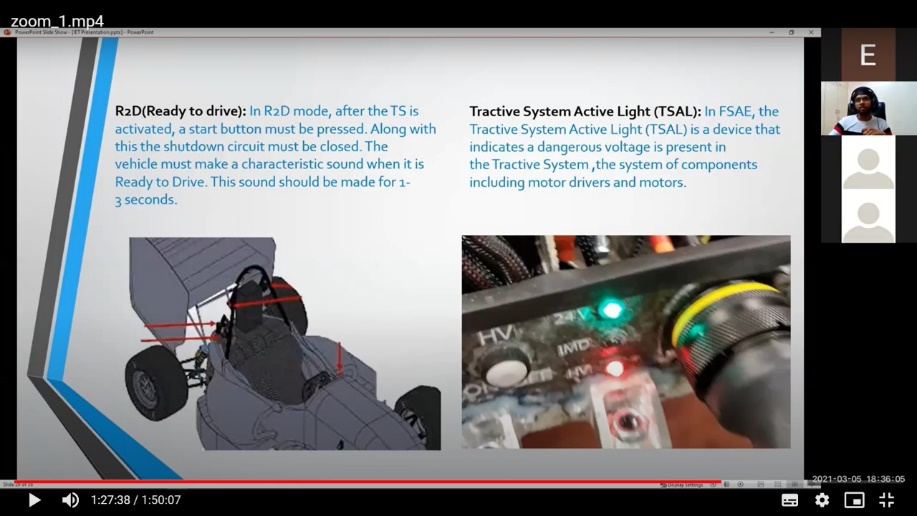 zoom_1.mp4
PowerPoint Slide Show - [IET Presentation.pptx] - PowerPoint
E
R2D(Ready to drive): In R2D mode, after the TS is
activated, a start button must be pressed. Along with
this the shutdown circuit must be closed. The
vehicle must make a characteristic sound when it is
Ready to Drive. This sound should be made for 1-
3 seconds.
Tractive System Active Light (TSAL): In FSAE, the
Tractive System Active Light (TSAL) is a device that
indicates a dangerous voltage is present in
the Tractive System ,the system of components
including motor drivers and motors.
24V
HV
IMD
HV
Display Settings
2021-03-05 18:36:05
1:27:38 / 1:50:07